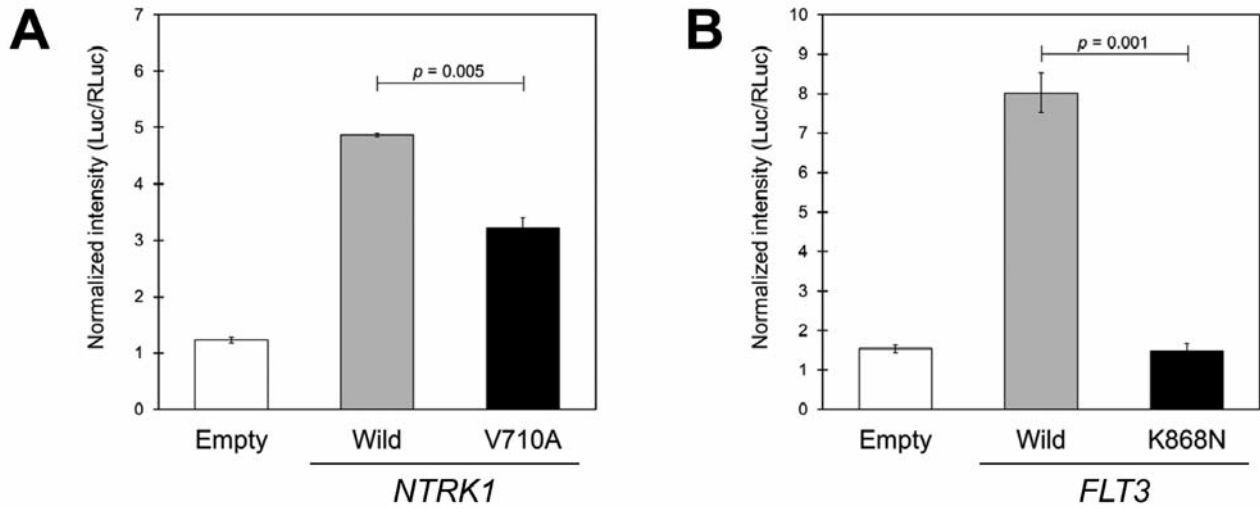 A
Normalized intensity (Luc/RLuc)
7
6
5
4
3
2
1
0
p = 0.005
Empty Wild V710A
NTRK1
B
Normalized intensity (Luc/RLuc)
10
9
8
7
6
5
4
3
2
1
0
p = 0.001
Empty Wild K868N
FLT3